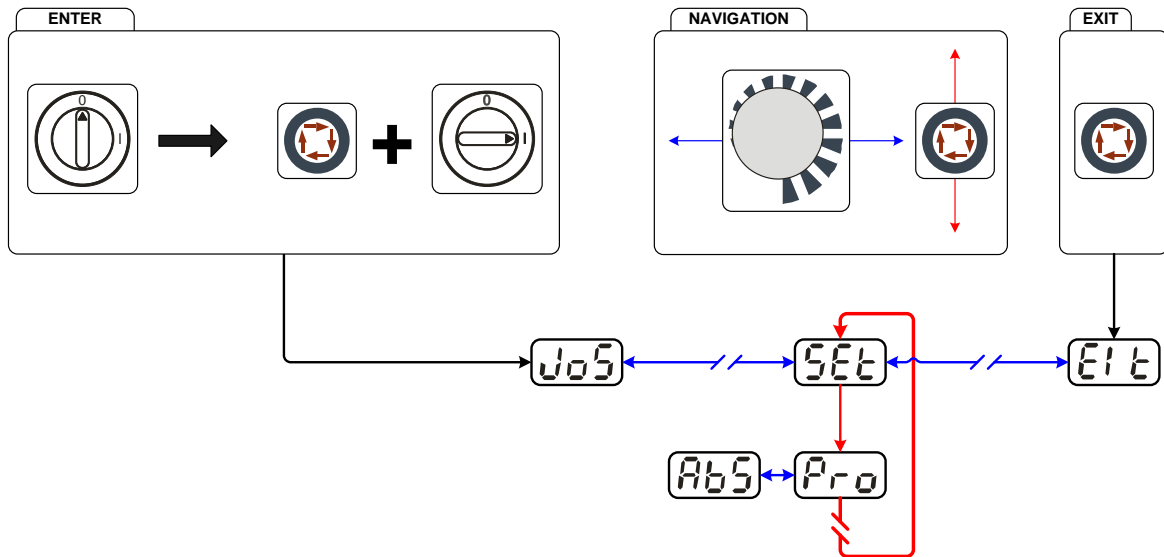 ENTER
NAVIGATION
EXIT
0
I
0
I
JoS
SEt
EIt
AbS
Pro